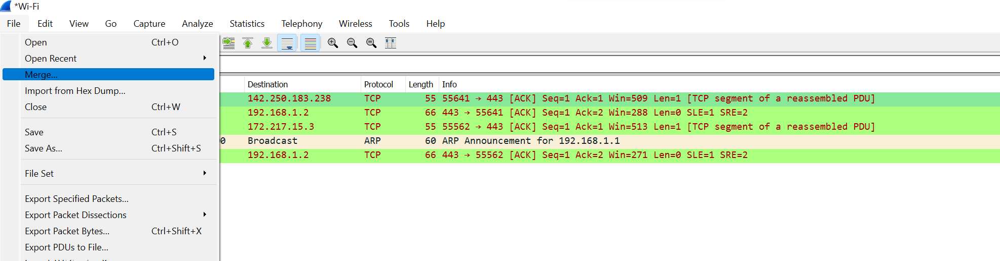 *Wi-Fi
File Edit View Go Capture Analyze Statistics Telephony Wireless Tools Help
Open Ctrl+O
Open Recent
Merge...
Import from Hex Dump...
Close Ctrl+W
Save Ctrl+S
Save As... Ctrl+Shift+S
File Set
Export Specified Packets...
Export Packet Dissections
Export Packet Bytes... Ctrl+Shift+X
Export PDUs to File...
Destination Protocol Length Info
142.250.183.238 TCP 55 55641 → 443 [ACK] Seq=1 Ack=1 Win=509 Len=1 [TCP segment of a reassembled PDU]
192.168.1.2 TCP 66 443 → 55641 [ACK] Seq=1 Ack=2 Win=288 Len=0 SLE=1 SRE=2
172.217.15.3 TCP 55 55562 → 443 [ACK] Seq=1 Ack=1 Win=513 Len=1 [TCP segment of a reassembled PDU]
Broadcast ARP 60 ARP Announcement for 192.168.1.1
192.168.1.2 TCP 66 443 → 55562 [ACK] Seq=1 Ack=2 Win=271 Len=0 SLE=1 SRE=2